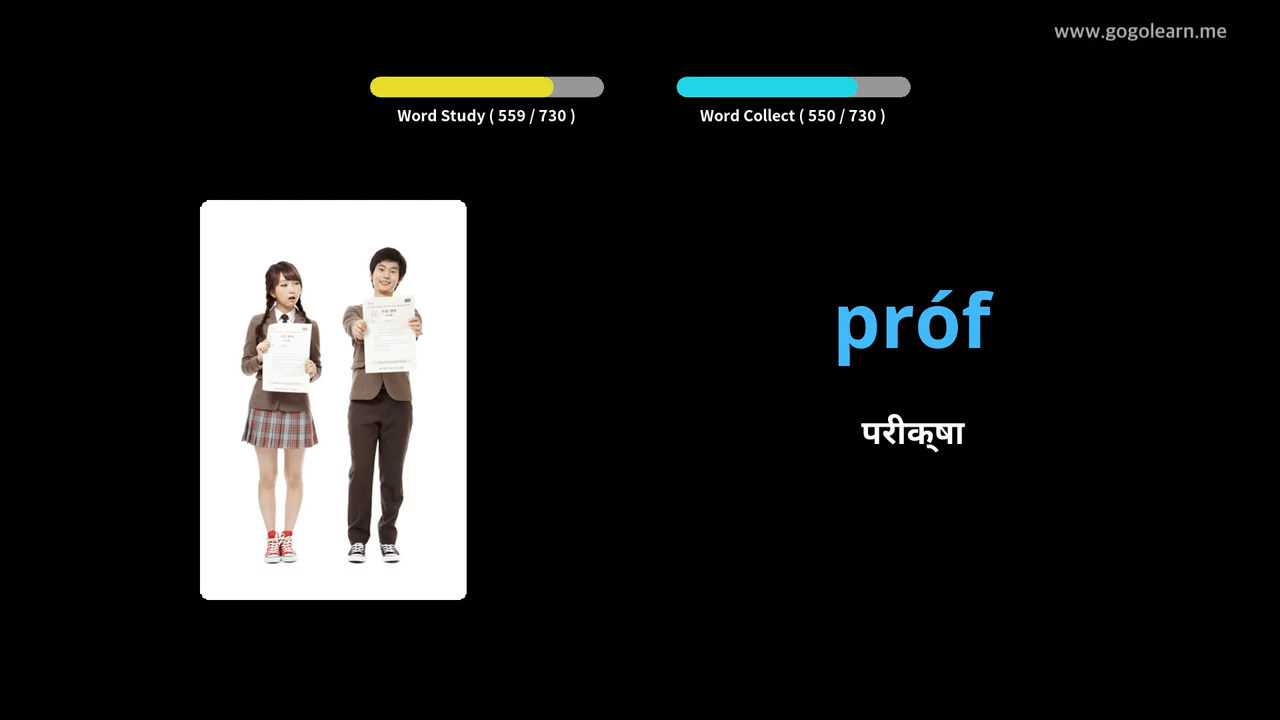 www.gogolearn.me
Word Study ( 559 / 730 )
Word Collect ( 550 / 730 )
próf
परीक्षा